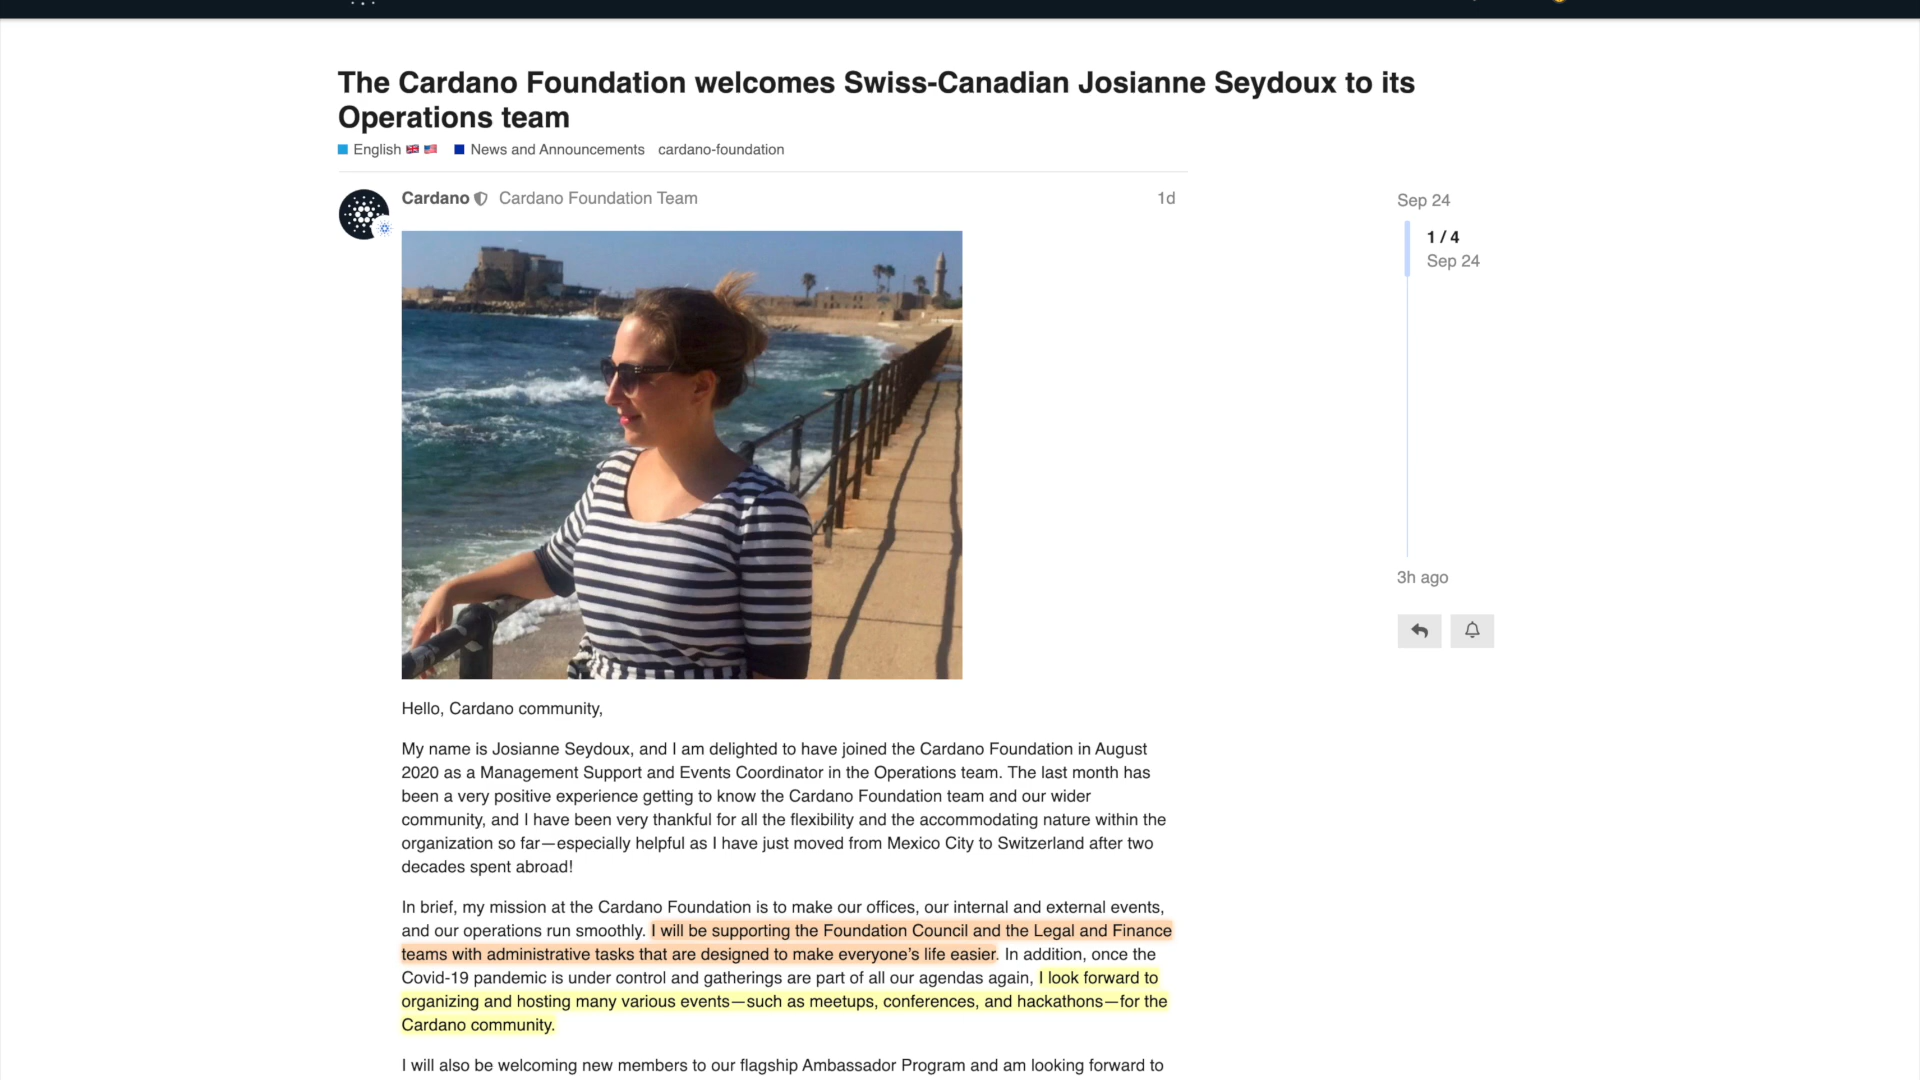 The Cardano Foundation welcomes Swiss-Canadian Josianne Seydoux to its
Operations team
English News and Announcements cardano-foundation
Cardano Cardano Foundation Team 1d
Sep 24
1 / 4
Sep 24
3h ago
Hello, Cardano community,
My name is Josianne Seydoux, and I am delighted to have joined the Cardano Foundation in August
2020 as a Management Support and Events Coordinator in the Operations team. The last month has
been a very positive experience getting to know the Cardano Foundation team and our wider
community, and I have been very thankful for all the flexibility and the accommodating nature within the
organization so far—especially helpful as I have just moved from Mexico City to Switzerland after two
decades spent abroad!
In brief, my mission at the Cardano Foundation is to make our offices, our internal and external events,
and our operations run smoothly. I will be supporting the Foundation Council and the Legal and Finance
teams with administrative tasks that are designed to make everyone's life easier. In addition, once the
Covid-19 pandemic is under control and gatherings are part of all our agendas again, I look forward to
organizing and hosting many various events—such as meetups, conferences, and hackathons—for the
Cardano community.
I will also be welcoming new members to our flagship Ambassador Program and am looking forward to